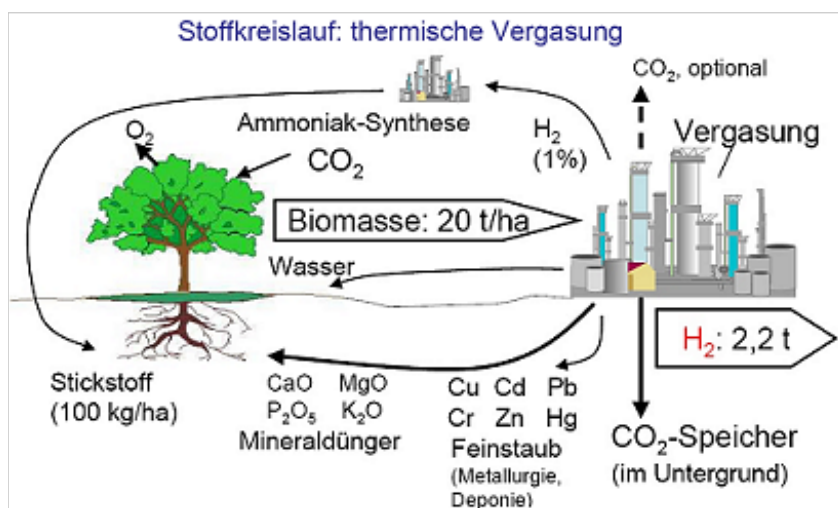 Stoffkreislauf: thermische Vergasung
CO₂, optional
O₂
Ammoniak-Synthese
H₂
(1%)
Vergasung
CO₂
Biomasse: 20 t/ha
Wasser
H₂: 2,2 t
Stickstoff
(100 kg/ha)
CaO MgO
P₂O₅ K₂O
Mineraldünger
Cu Cd Pb
Cr Zn Hg
Feinstaub
(Metallurgie,
Deponie)
CO₂-Speicher
(im Untergrund)